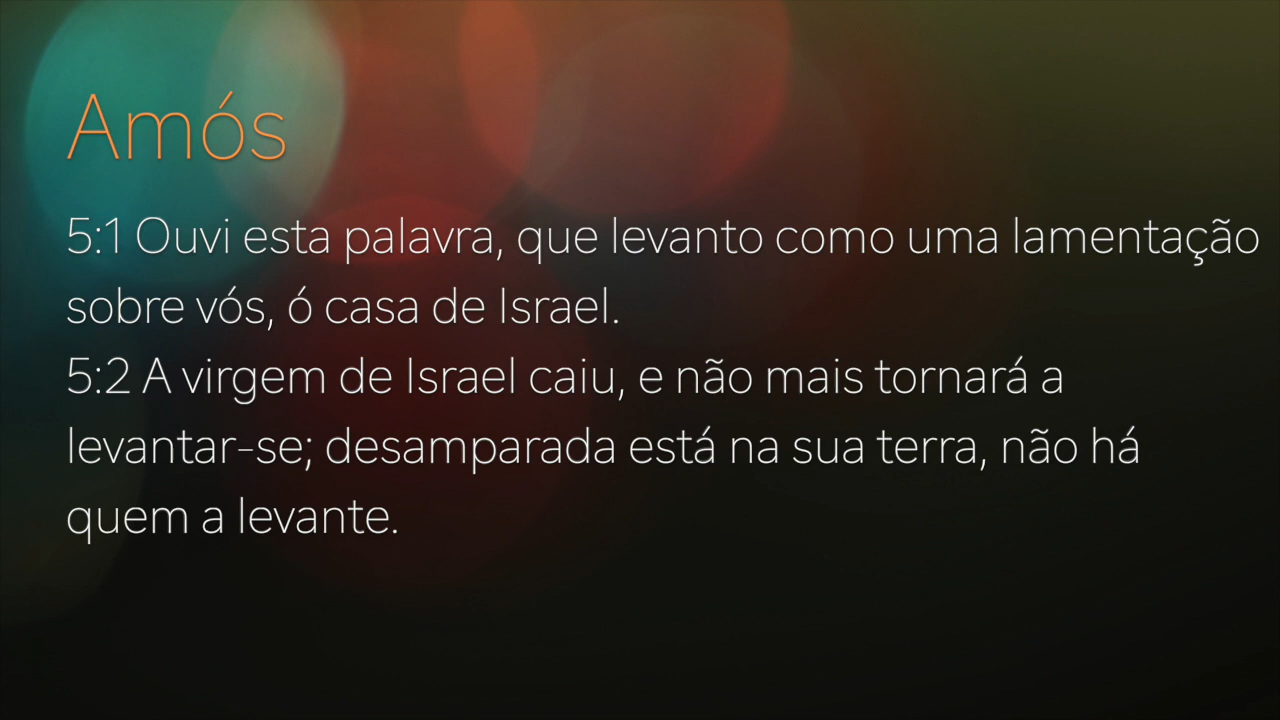 Amós
5:1 Ouvi esta palavra, que levanto como uma lamentação
sobre vós, ó casa de Israel.
5:2 A virgem de Israel caiu, e não mais tornará a
levantar-se; desamparada está na sua terra, não há
quem a levante.